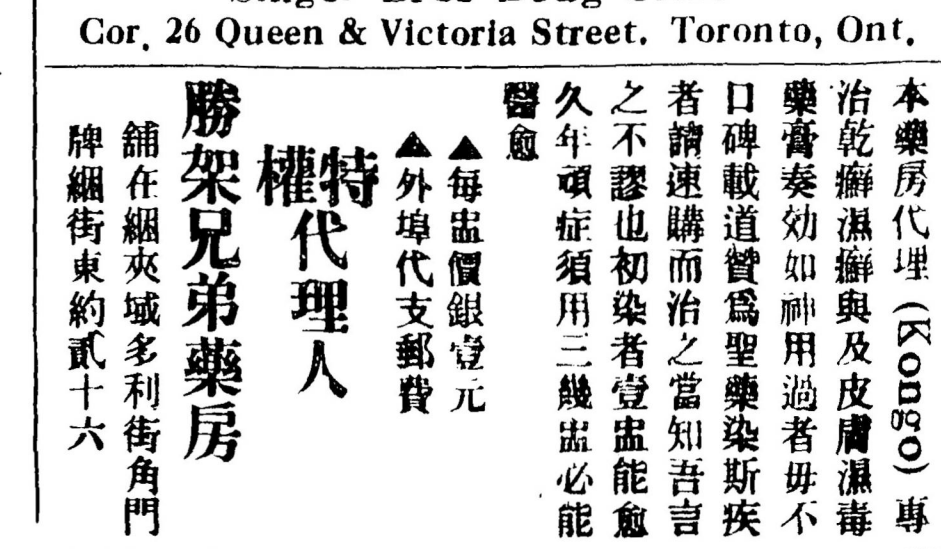 Cor. 26 Queen & Victoria Street. Toronto, Ont.
本藥房代理(Kongo)專
治乾癬濕癬與及皮膚濕毒
藥膏奏効如神用過者毋不
口碑載道贊爲聖藥染斯疾
者請速購而治之當知吾言
之不謬也初染者壹盅能愈
久年頑症須用三幾盅必能
醫愈
▲每盅價銀壹元
▲外埠代支郵費
特權代理人
勝架兄弟藥房
舖在綑夾域多利街角門
牌綑街東約貳十六